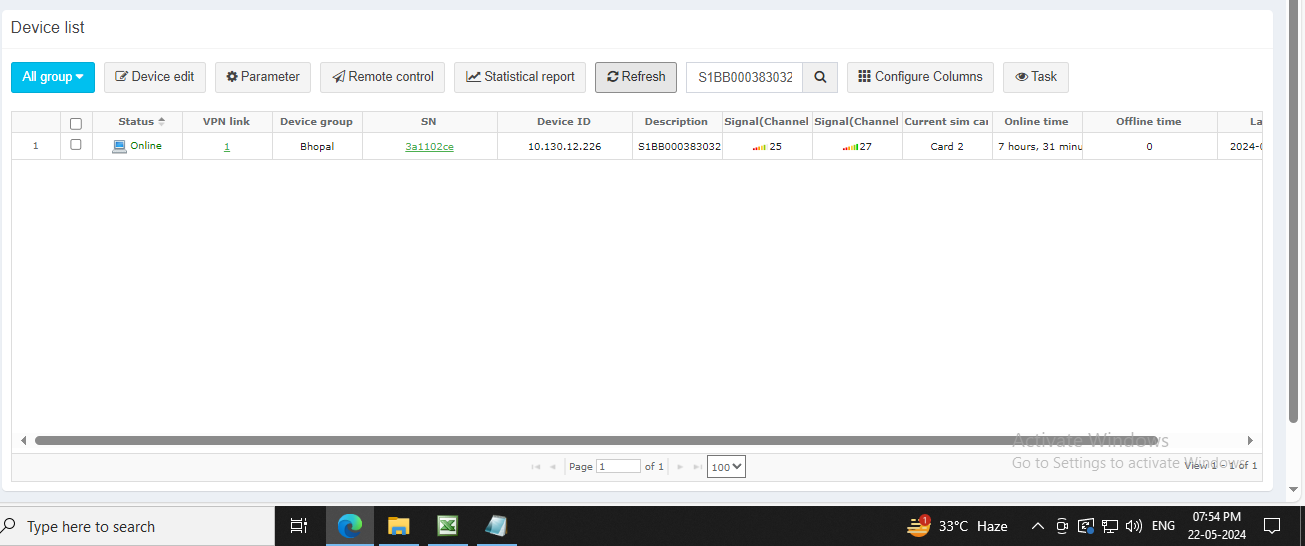 Device list
All group Device edit Parameter Remote control Statistical report Refresh S1BB000383032 Configure Columns Task
Status VPN link Device group SN Device ID Description Signal(Channel Signal(Channel Current sim car Online time Offline time La
1 Online 1 Bhopal 3a1102ce 10.130.12.226 S1BB000383032 25 27 Card 2 7 hours, 31 minu 0 2024-0
Activate Windows
Go to Settings to activate Windows.
Page 1 of 1 100 View 1 - 1 of 1
Type here to search 1 33°C Haze ENG 07:54 PM
22-05-2024